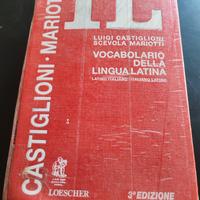 IL
LUIGI CASTIGLIONI
SCEVOLA MARIOTTI
VOCABOLARIO
DELLA
LINGUA LATINA
LATINO-ITALIANO ITALIANO-LATINO
CASTIGLIONI · MARIOTTI
LOESCHER
3ª EDIZIONE